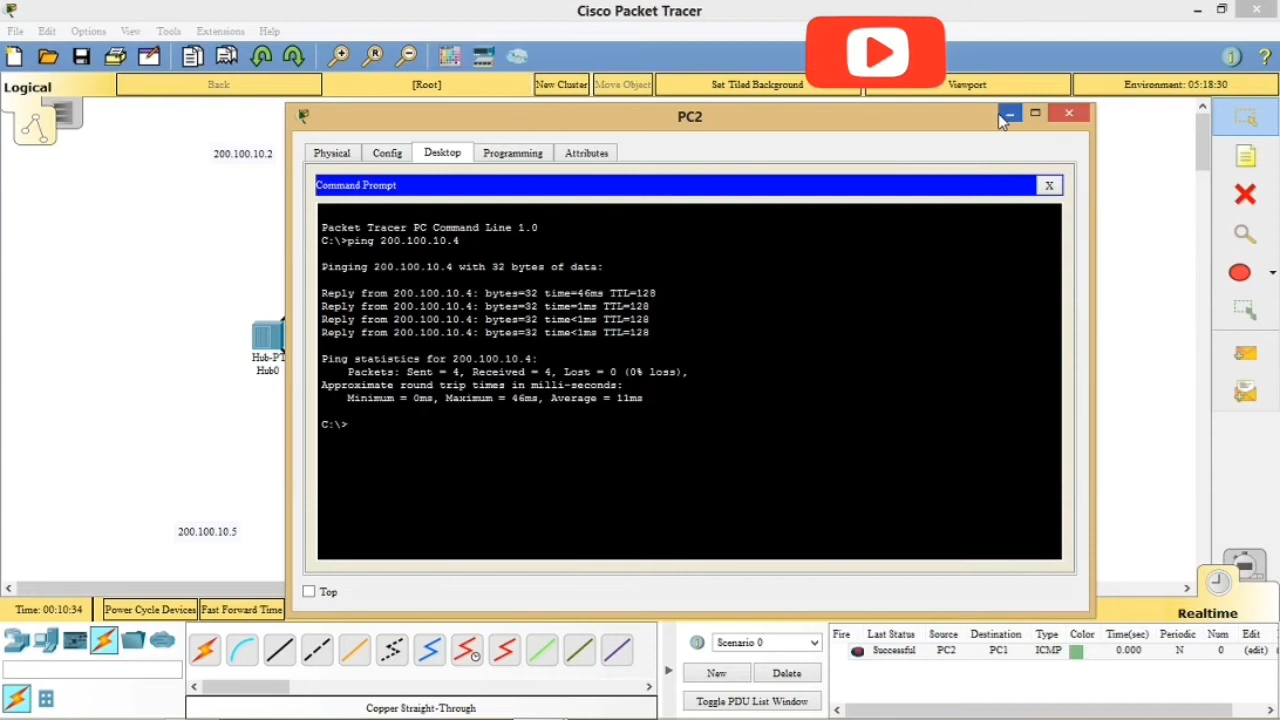 Cisco Packet Tracer
File Edit Options View Tools Extensions Help
Logical
Back
[Root]
New Cluster
Move Object
Set Tiled Background
Viewport
Environment: 05:18:30
PC2
Physical Config Desktop Programming Attributes
200.100.10.2
Command Prompt
X
Packet Tracer PC Command Line 1.0
C:\>ping 200.100.10.4
Pinging 200.100.10.4 with 32 bytes of data:
Reply from 200.100.10.4: bytes=32 time=46ms TTL=128
Reply from 200.100.10.4: bytes=32 time=1ms TTL=128
Reply from 200.100.10.4: bytes=32 time<1ms TTL=128
Reply from 200.100.10.4: bytes=32 time<1ms TTL=128
Ping statistics for 200.100.10.4:
Packets: Sent = 4, Received = 4, Lost = 0 (0% loss),
Approximate round trip times in milli-seconds:
Minimum = 0ms, Maximum = 46ms, Average = 11ms
C:\>
Hub-PT
Hub0
200.100.10.5
Top
Time: 00:10:34
Power Cycle Devices
Fast Forward Time
Realtime
Scenario 0
New
Delete
Toggle PDU List Window
Fire Last Status Source Destination Type Color Time(sec) Periodic Num Edit
Successful PC2 PC1 ICMP 0.000 N 0 (edit)
Copper Straight-Through